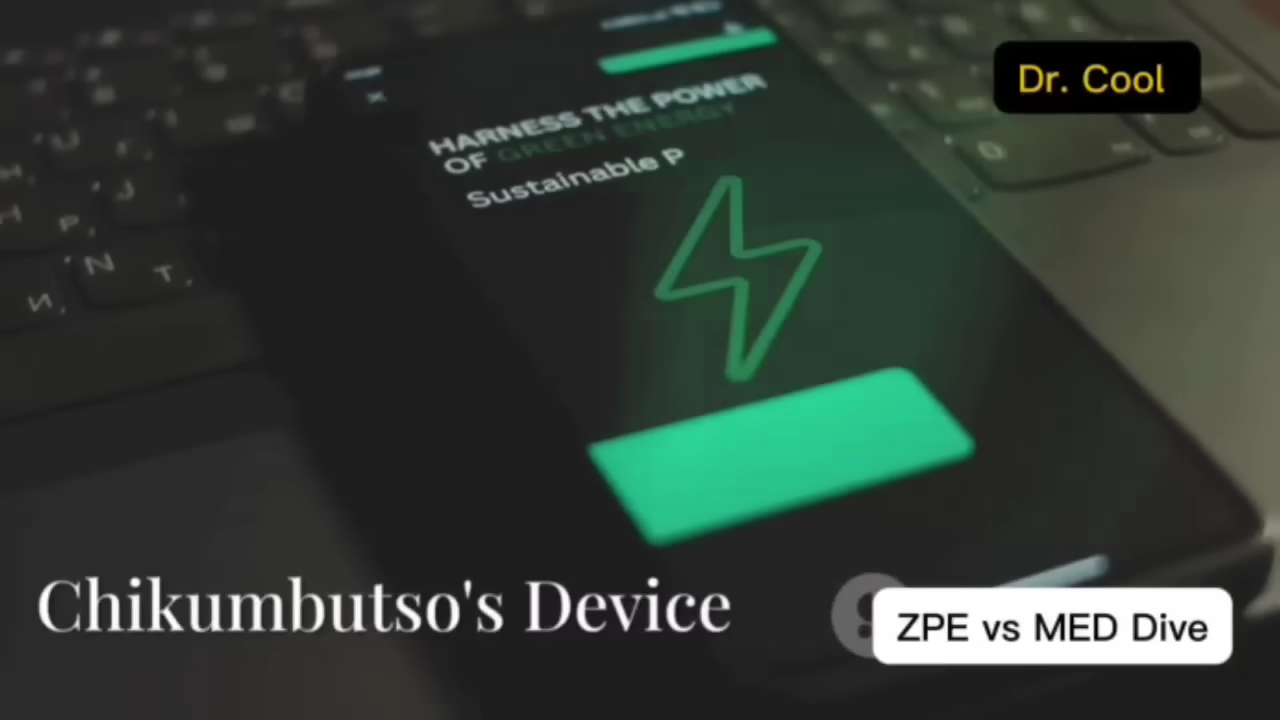 Dr. Cool
HARNESS THE POWER
OF GREEN ENERGY
Sustainable P
U
J
N
P,
T,
И,
Chikumbutso's Device
ZPE vs MED Dive